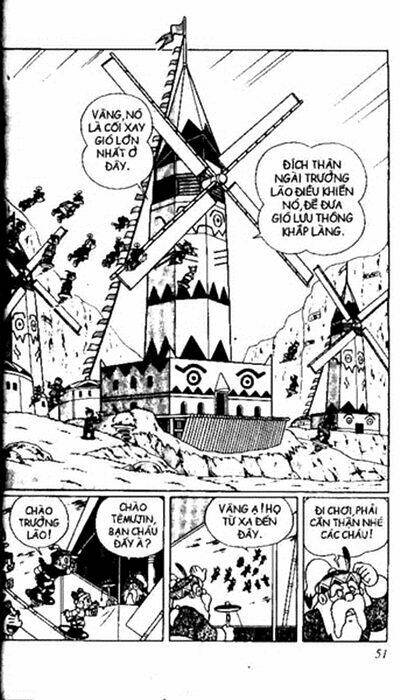 VÂNG, NÓ
LÀ CỐI XAY
GIÓ LỚN
NHẤT Ở
ĐÂY.
ĐÍCH THÂN
NGÀI TRƯỞNG
LÃO ĐIỀU KHIỂN
NÓ, ĐỂ ĐƯA
GIÓ LƯU THÔNG
KHẮP LÀNG.
CHÀO
TRƯỞNG
LÃO!
CHÀO
TÊMUJIN,
BẠN CHÁU
ĐẤY À?
VÂNG Ạ! HỌ
TỪ XA ĐẾN
ĐÂY.
ĐI CHƠI, PHẢI
CẨN THẬN NHÉ
CÁC CHÁU!
51